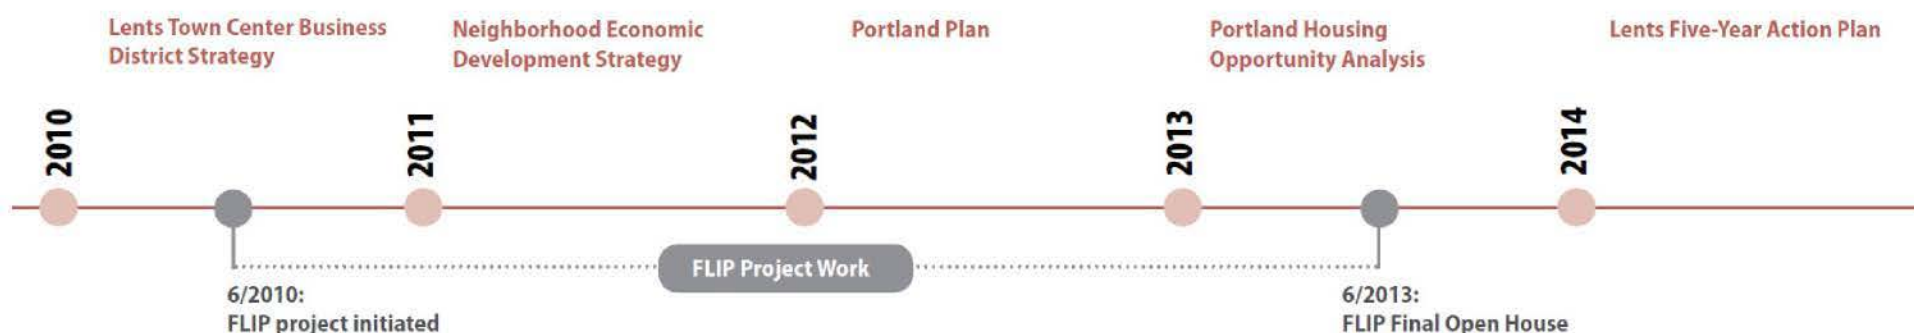 Lents Town Center Business
District Strategy
Neighborhood Economic
Development Strategy
Portland Plan
Portland Housing
Opportunity Analysis
Lents Five-Year Action Plan
2010
2011
2012
2013
2014
FLIP Project Work
6/2010:
FLIP project initiated
6/2013:
FLIP Final Open House